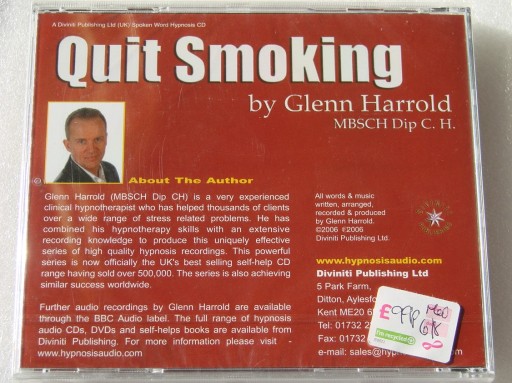 A Diviniti Publishing Ltd (UK) Spoken Word Hypnosis CD
Quit Smoking
by Glenn Harrold
MBSCH Dip C. H.
About The Author
Glenn Harrold (MBSCH Dip CH) is a very experienced
clinical hypnotherapist who has helped thousands of clients
over a wide range of stress related problems. He has
combined his hypnotherapy skills with an extensive
recording knowledge to produce this uniquely effective
series of high quality hypnosis recordings. This powerful
series is now officially the UK's best selling self-help CD
range having sold over 500,000. The series is also achieving
similar success worldwide.
Further audio recordings by Glenn Harrold are available
through the BBC Audio label. The full range of hypnosis
audio CDs, DVDs and self-helps books are available from
Diviniti Publishing. For more information please visit -
www.hypnosisaudio.com
All words & music
written, arranged,
recorded & produced
by Glenn Harrold.
©2006 ℗2006
Diviniti Publishing Ltd.
www.hypnosisaudio.com
Diviniti Publishing Ltd
5 Park Farm,
Ditton, Aylesfo
Kent ME20 6
Tel: 01732 2
Fax: 01732
e-mail: sales@hyp
£
99p